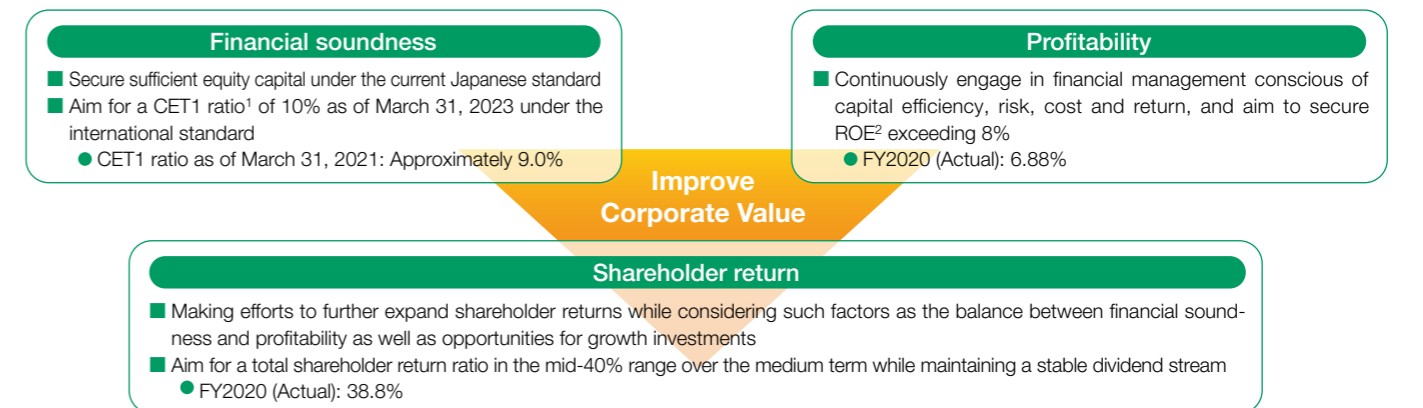 Financial soundness
■ Secure sufficient equity capital under the current Japanese standard
■ Aim for a CET1 ratio¹ of 10% as of March 31, 2023 under the
international standard
● CET1 ratio as of March 31, 2021: Approximately 9.0%
Profitability
■ Continuously engage in financial management conscious of
capital efficiency, risk, cost and return, and aim to secure
ROE² exceeding 8%
● FY2020 (Actual): 6.88%
Improve
Corporate Value
Shareholder return
■ Making efforts to further expand shareholder returns while considering such factors as the balance between financial sound-
ness and profitability as well as opportunities for growth investments
■ Aim for a total shareholder return ratio in the mid-40% range over the medium term while maintaining a stable dividend stream
● FY2020 (Actual): 38.8%